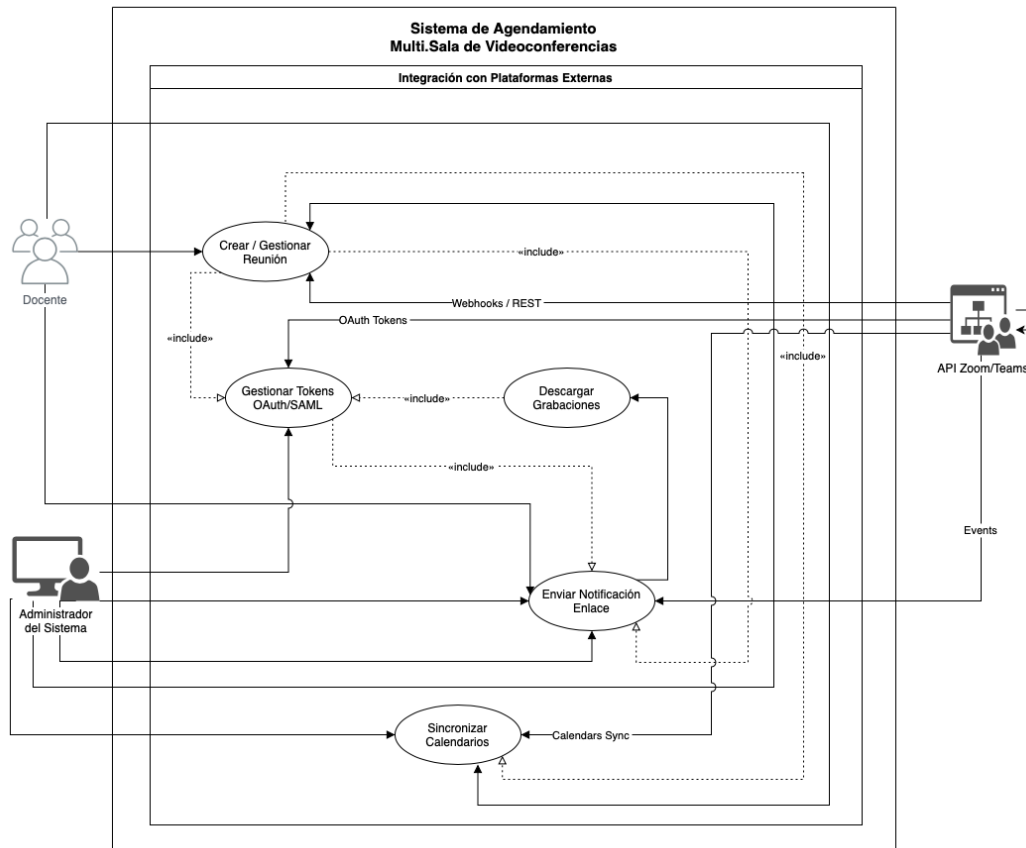 Sistema de Agendamiento
Multi.Sala de Videoconferencias
Integración con Plataformas Externas
Crear / Gestionar
Reunión
«include»
Docente
Webhooks / REST
OAuth Tokens
«include»
«include»
API Zoom/Teams
Gestionar Tokens
OAuth/SAML
«include»
Descargar
Grabaciones
«include»
Events
Enviar Notificación
Enlace
Administrador
del Sistema
Sincronizar
Calendarios
Calendars Sync